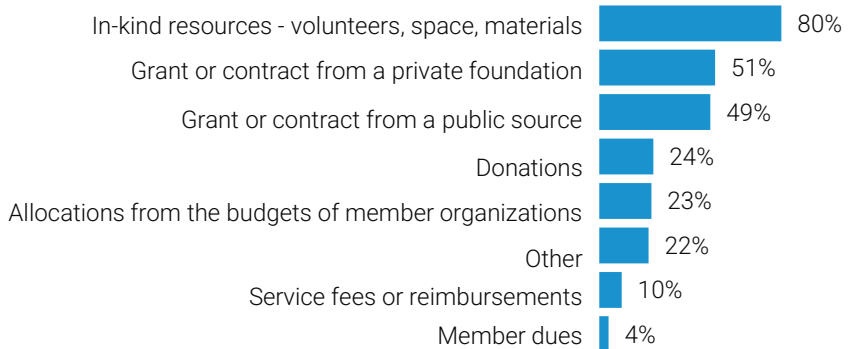 In-kind resources - volunteers, space, materials 80%
Grant or contract from a private foundation 51%
Grant or contract from a public source 49%
Donations 24%
Allocations from the budgets of member organizations 23%
Other 22%
Service fees or reimbursements 10%
Member dues 4%